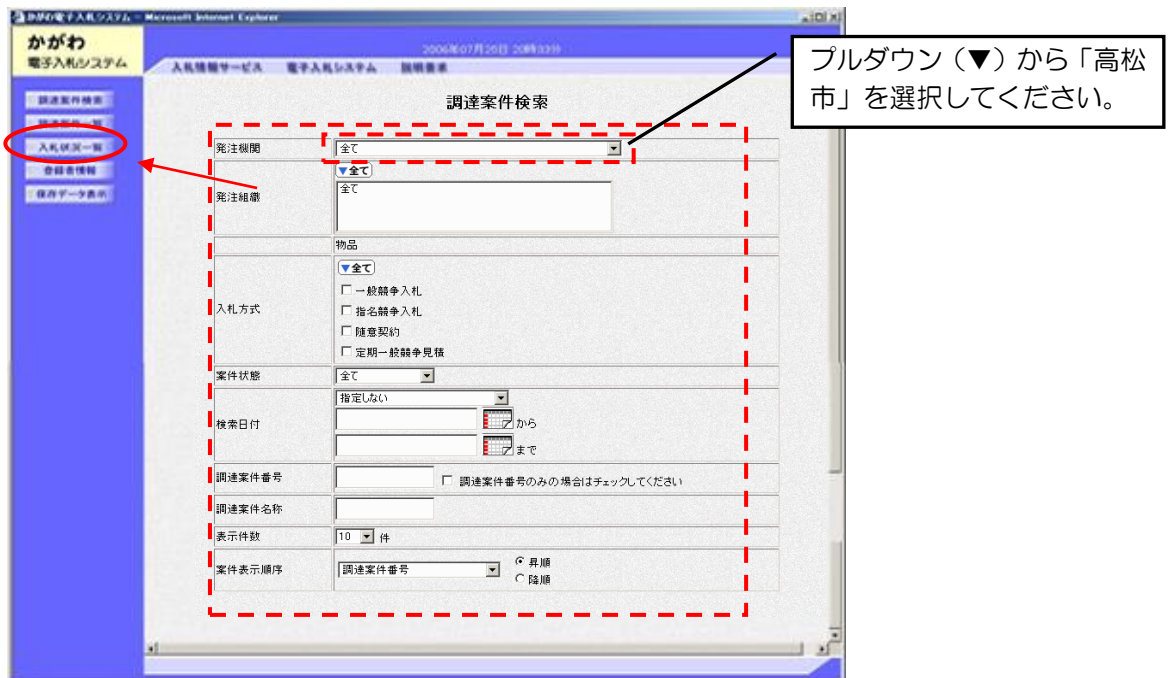 かがわ電子入札システム - Microsoft Internet Explorer
かがわ
電子入札システム
2006年07月26日 20時33分
入札情報サービス 電子入札システム 説明要求
プルダウン（▼）から「高松
市」を選択してください。
調達案件検索
調達案件一覧
入札状況一覧
登録者情報
保存データ表示
調達案件検索
発注機関 全て
▼全て
発注組織 全て
物品
入札方式 ▼全て
一般競争入札
指名競争入札
随意契約
定期一般競争見積
案件状態 全て
検索日付 指定しない
から
まで
調達案件番号 調達案件番号のみの場合はチェックしてください
調達案件名称
表示件数 10 件
案件表示順序 調達案件番号 昇順
降順